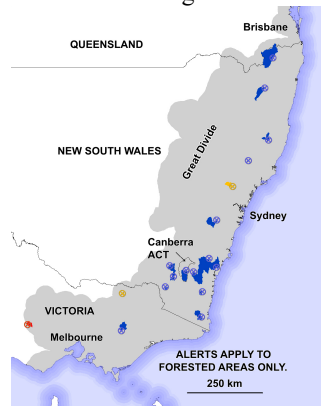 Brisbane
QUEENSLAND
NEW SOUTH WALES
Great Divide
Sydney
Canberra
ACT
VICTORIA
Melbourne
ALERTS APPLY TO
FORESTED AREAS ONLY.
250 km